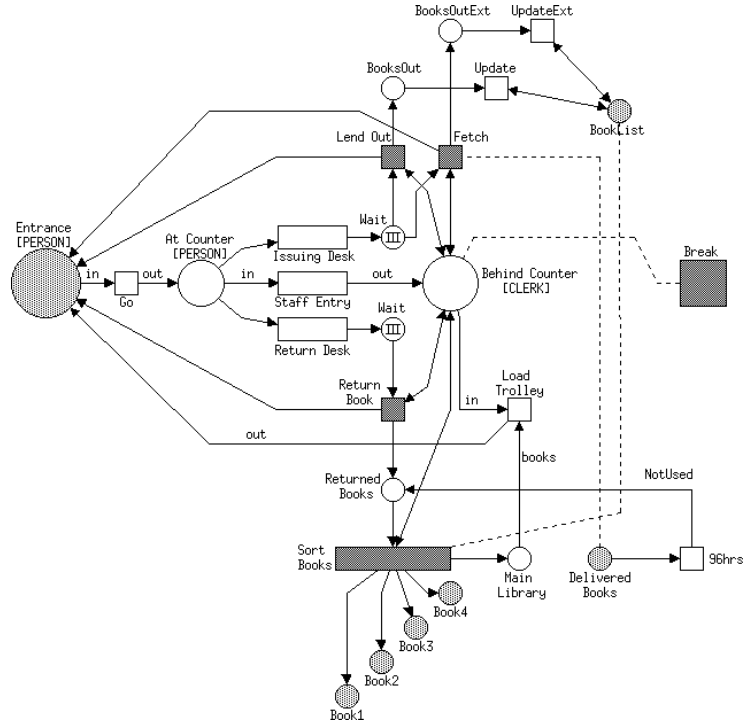 BooksOutExt
UpdateExt
BooksOut
Update
BookList
Lend Out
Fetch
Entrance
[PERSON]
At Counter
[PERSON]
Wait
Issuing Desk
in
out
Go
in
Staff Entry
out
Behind Counter
[CLERK]
Break
Wait
Return Desk
Return
Book
in
Load
Trolley
out
books
Returned
Books
NotUsed
Sort
Books
Main
Library
Delivered
Books
96hrs
Book4
Book3
Book2
Book1